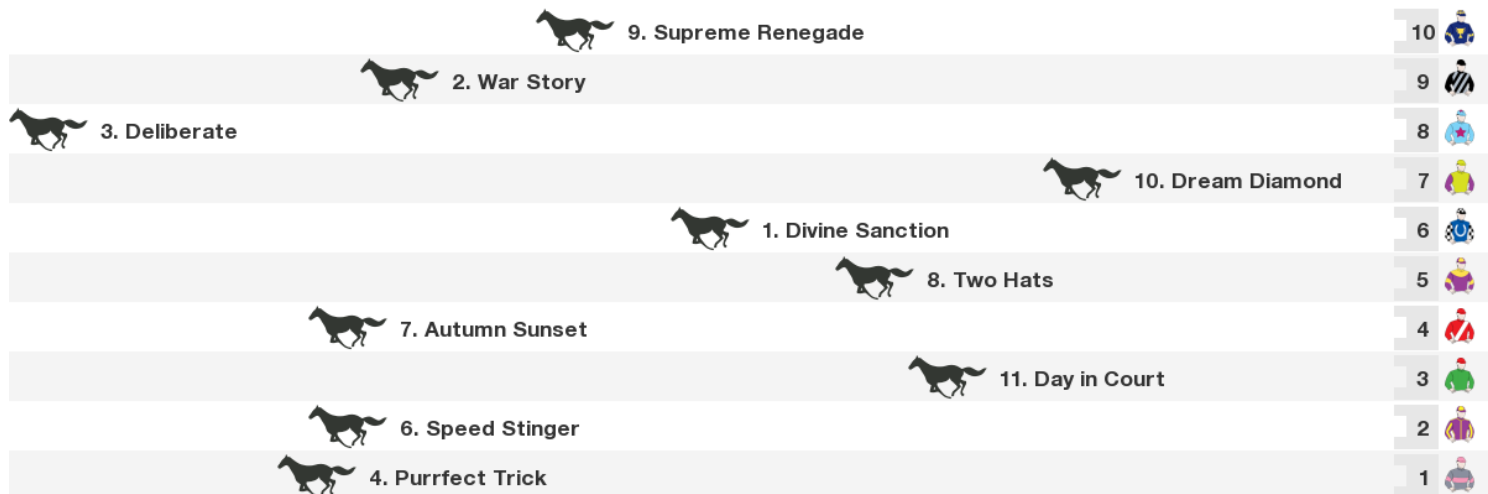 9. Supreme Renegade 10
2. War Story 9
3. Deliberate 8
10. Dream Diamond 7
1. Divine Sanction 6
8. Two Hats 5
7. Autumn Sunset 4
11. Day in Court 3
6. Speed Stinger 2
4. Purrfect Trick 1